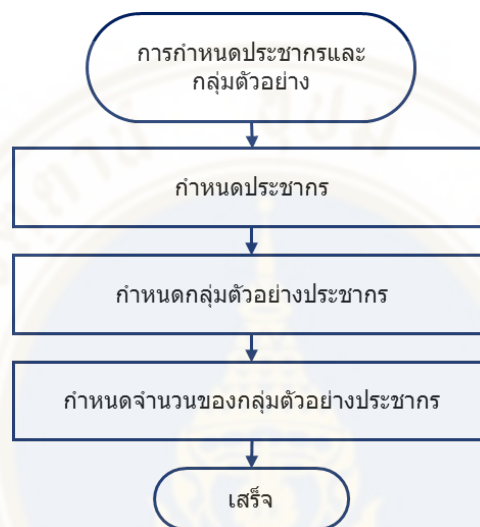 การกำหนดประชากรและ
กลุ่มตัวอย่าง
กำหนดประชากร
กำหนดกลุ่มตัวอย่างประชากร
กำหนดจำนวนของกลุ่มตัวอย่างประชากร
เสร็จ